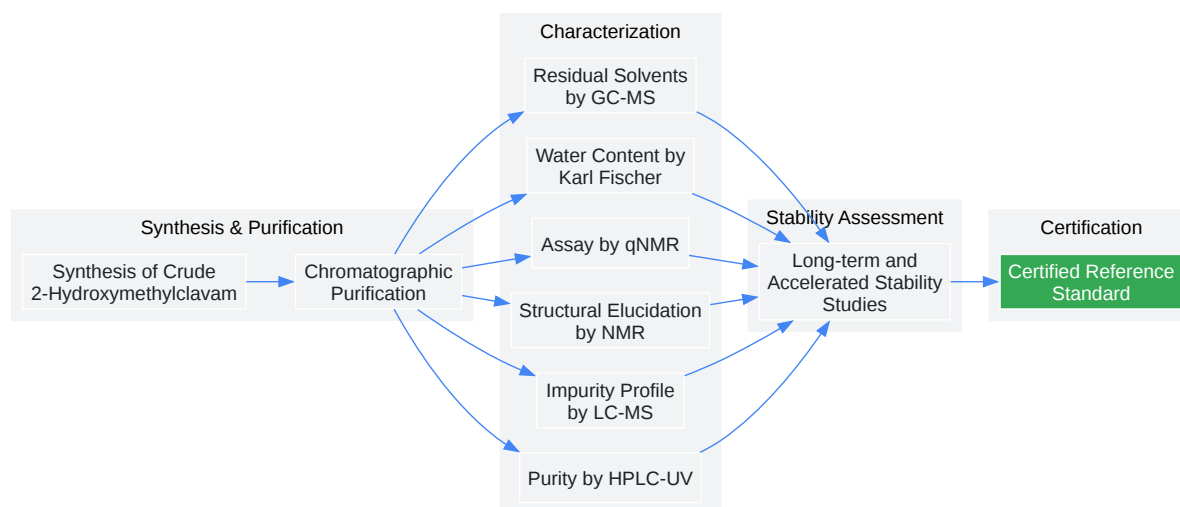 Synthesis & Purification
Synthesis of Crude
2-Hydroxymethylclavam
Chromatographic
Purification
Characterization
Residual Solvents
by GC-MS
Water Content by
Karl Fischer
Assay by qNMR
Structural Elucidation
by NMR
Impurity Profile
by LC-MS
Purity by HPLC-UV
Stability Assessment
Long-term and
Accelerated Stability
Studies
Certification
Certified Reference
Standard